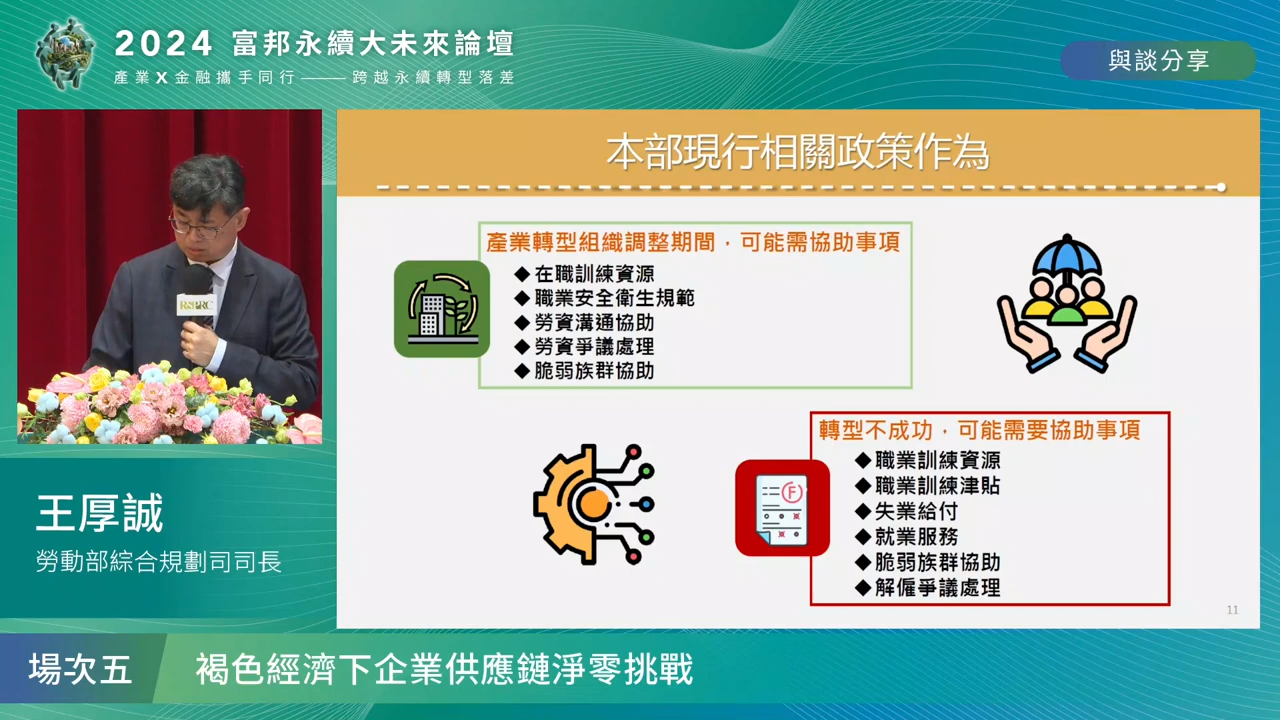 2024 富邦永續大未來論壇
產業X金融攜手同行——跨越永續轉型落差
與談分享
本部現行相關政策作為
產業轉型組織調整期間，可能需協助事項
◆在職訓練資源
◆職業安全衛生規範
◆勞資溝通協助
◆勞資爭議處理
◆脆弱族群協助
轉型不成功，可能需要協助事項
◆職業訓練資源
◆職業訓練津貼
◆失業給付
◆就業服務
◆脆弱族群協助
◆解僱爭議處理
F
11
王厚誠
勞動部綜合規劃司司長
場次五
褐色經濟下企業供應鏈淨零挑戰